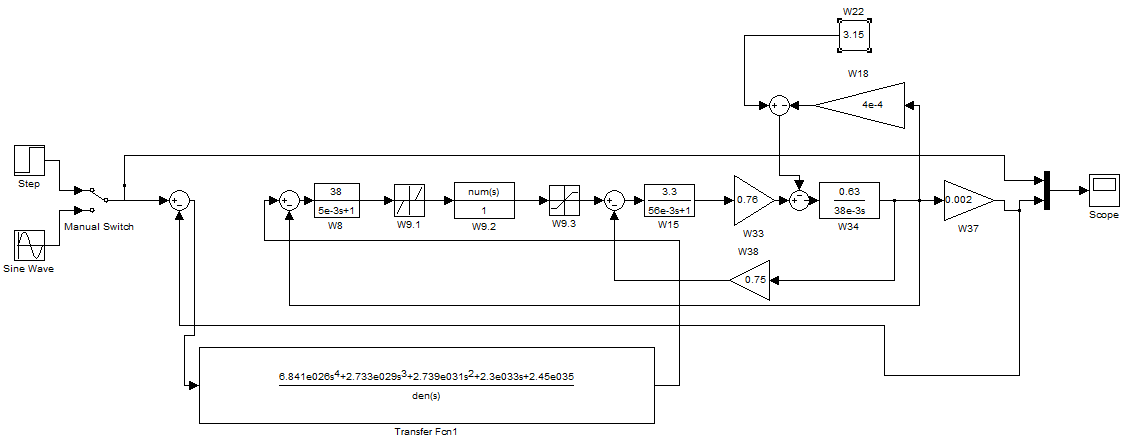 W22
3.15
W18
4e-4
Step
Manual Switch
Sine Wave
38
5e-3s+1
W8
W9.1
num(s)
1
W9.2
W9.3
3.3
56e-3s+1
W15
0.76
W33
0.63
38e-3s
W34
0.002
W37
Scope
W38
0.75
6.841e026s4+2.733e029s3+2.739e031s2+2.3e033s+2.45e035
den(s)
Transfer Fcn1